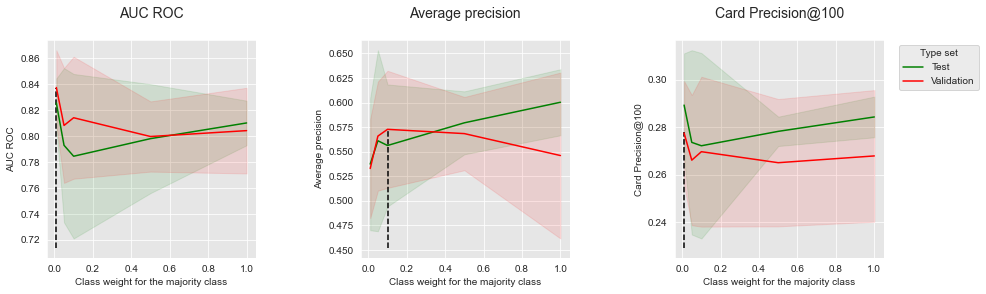 AUC ROC
AUC ROC
0.86
0.84
0.82
0.80
0.78
0.76
0.74
0.72
0.0 0.2 0.4 0.6 0.8 1.0
Class weight for the majority class
Average precision
Average precision
0.650
0.625
0.600
0.575
0.550
0.525
0.500
0.475
0.450
0.0 0.2 0.4 0.6 0.8 1.0
Class weight for the majority class
Card Precision@100
Card Precision@100
0.30
0.28
0.26
0.24
0.0 0.2 0.4 0.6 0.8 1.0
Class weight for the majority class
Type set
Test
Validation